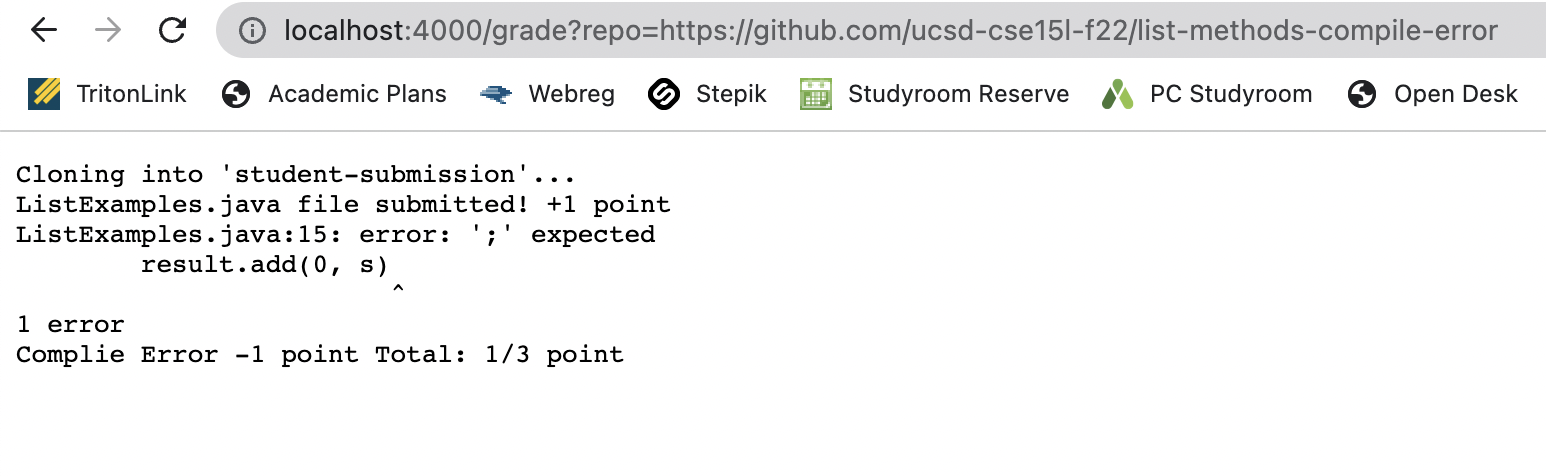 localhost:4000/grade?repo=https://github.com/ucsd-cse15l-f22/list-methods-compile-error
TritonLink Academic Plans Webreg Stepik Studyroom Reserve PC Studyroom Open Desk
Cloning into 'student-submission'...
ListExamples.java file submitted! +1 point
ListExamples.java:15: error: ';' expected
        result.add(0, s)
                        ^
1 error
Complie Error -1 point Total: 1/3 point